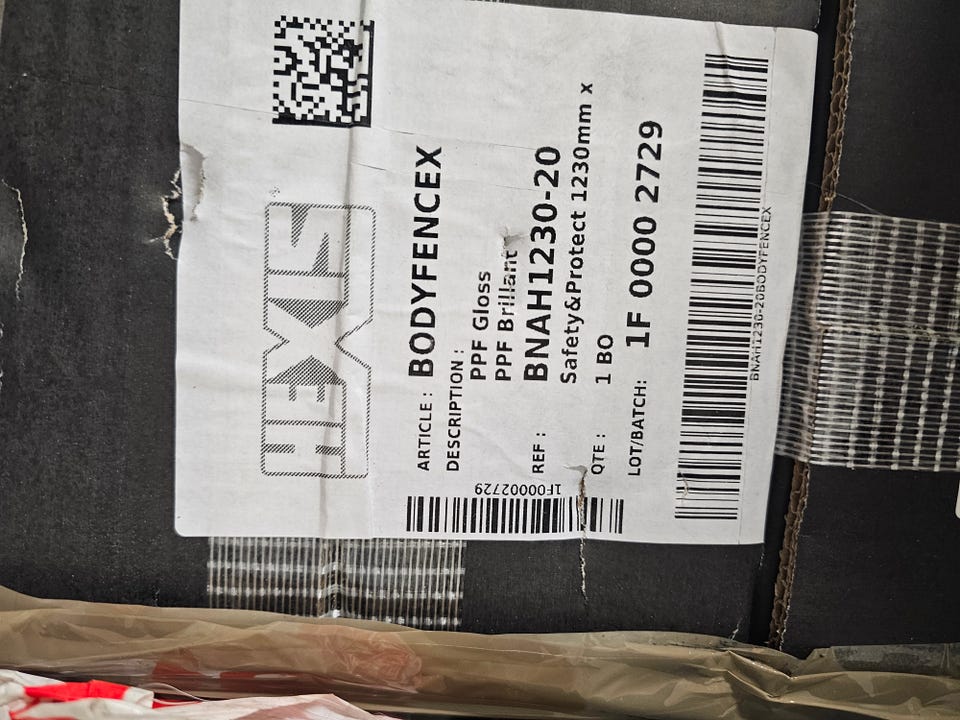 HEXIS
ARTICLE : BODYFENCEX
DESCRIPTION :
PPF Gloss
PPF Brillant
REF : BNAH1230-20
Safety&Protect 1230mm x
QTE : 1 BO
LOT/BATCH: 1F 0000 2729
1F00002729
BNAH1230-20BODYFENCEX